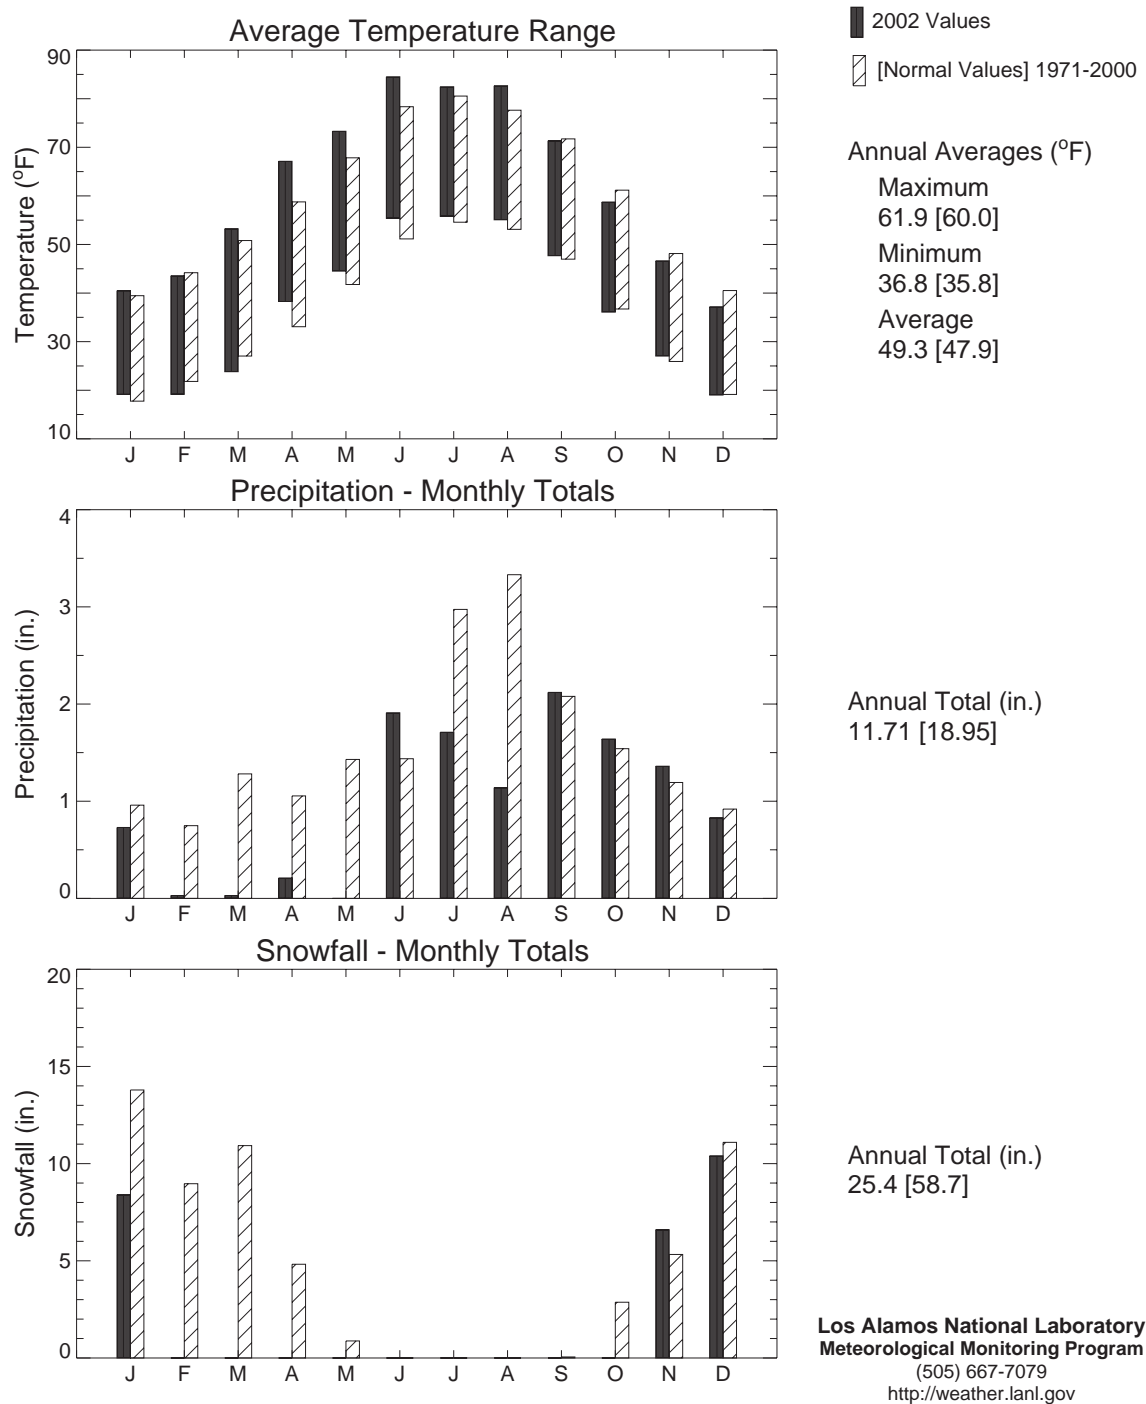 Average Temperature Range
2002 Values
[Normal Values] 1971-2000
90
70
50
30
10
Temperature (°F)
J F M A M J J A S O N D
Annual Averages (°F)
Maximum
61.9 [60.0]
Minimum
36.8 [35.8]
Average
49.3 [47.9]
Precipitation - Monthly Totals
4
3
2
1
0
Precipitation (in.)
J F M A M J J A S O N D
Annual Total (in.)
11.71 [18.95]
Snowfall - Monthly Totals
20
15
10
5
0
Snowfall (in.)
J F M A M J J A S O N D
Annual Total (in.)
25.4 [58.7]
Los Alamos National Laboratory
Meteorological Monitoring Program
(505) 667-7079
http://weather.lanl.gov